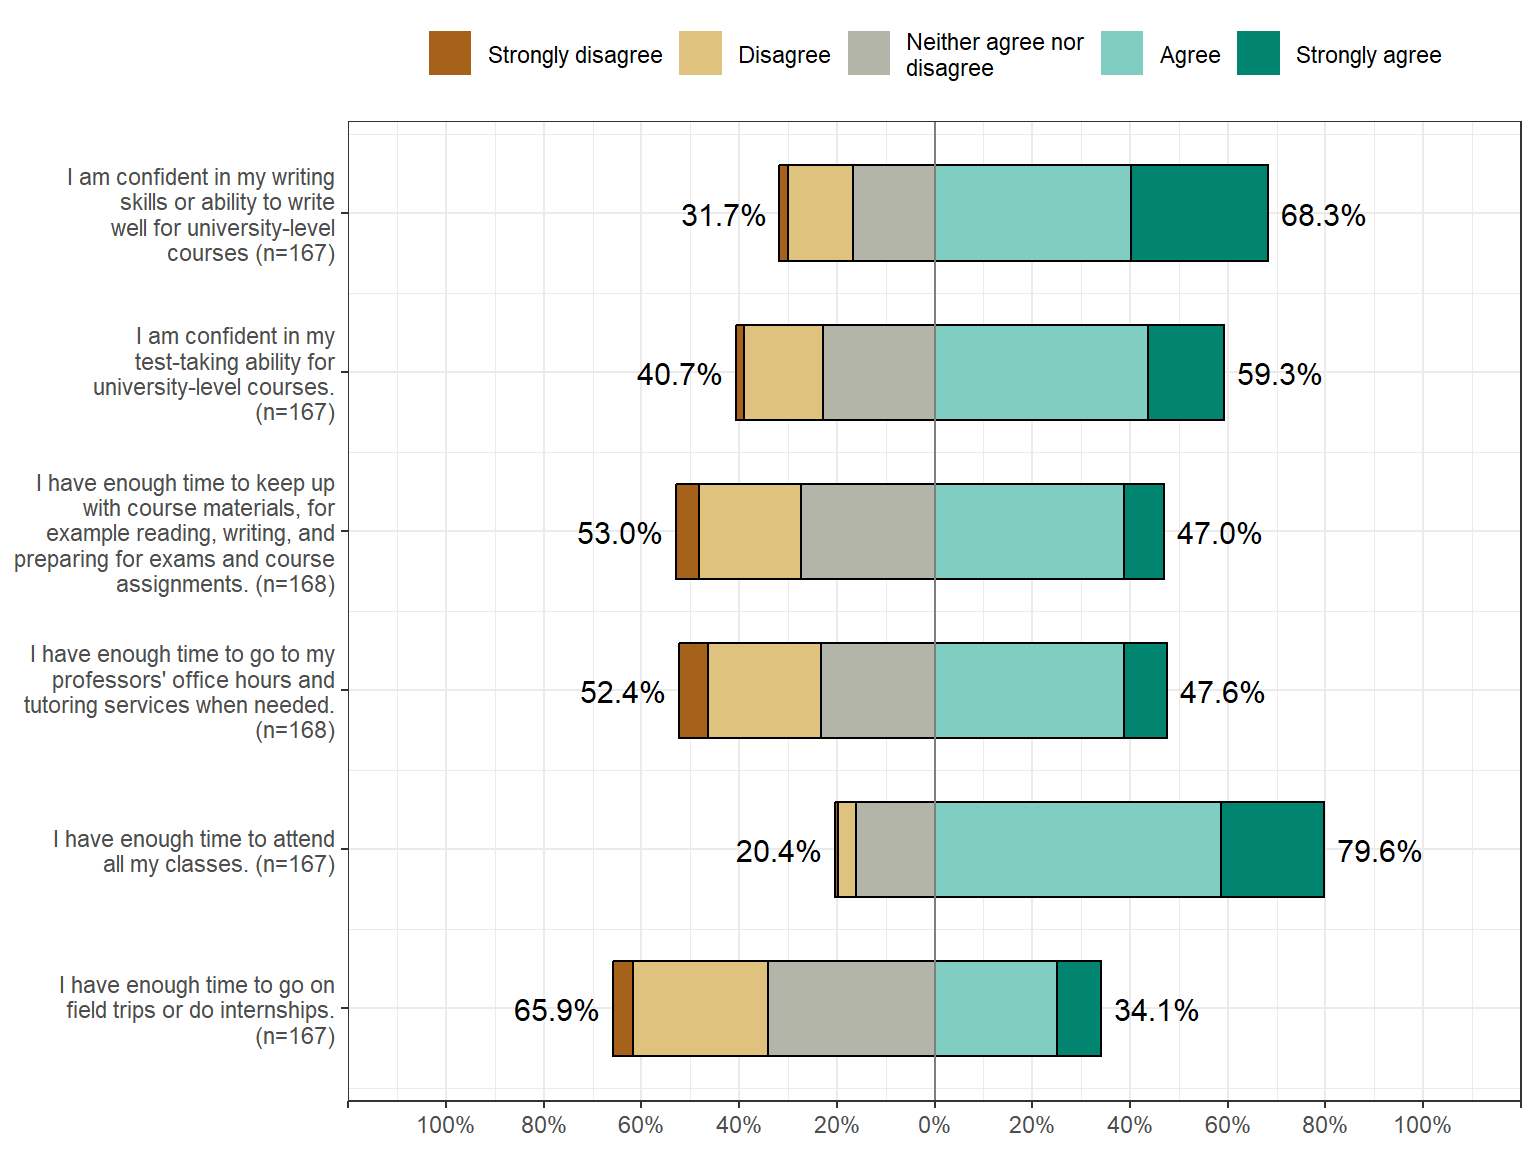 Strongly disagree
Disagree
Neither agree nor
disagree
Agree
Strongly agree
I am confident in my writing
skills or ability to write
well for university-level
courses (n=167)
31.7%
68.3%
I am confident in my
test-taking ability for
university-level courses.
(n=167)
40.7%
59.3%
I have enough time to keep up
with course materials, for
example reading, writing, and
preparing for exams and course
assignments. (n=168)
53.0%
47.0%
I have enough time to go to my
professors' office hours and
tutoring services when needed.
(n=168)
52.4%
47.6%
I have enough time to attend
all my classes. (n=167)
20.4%
79.6%
I have enough time to go on
field trips or do internships.
(n=167)
65.9%
34.1%
100% 80% 60% 40% 20% 0% 20% 40% 60% 80% 100%